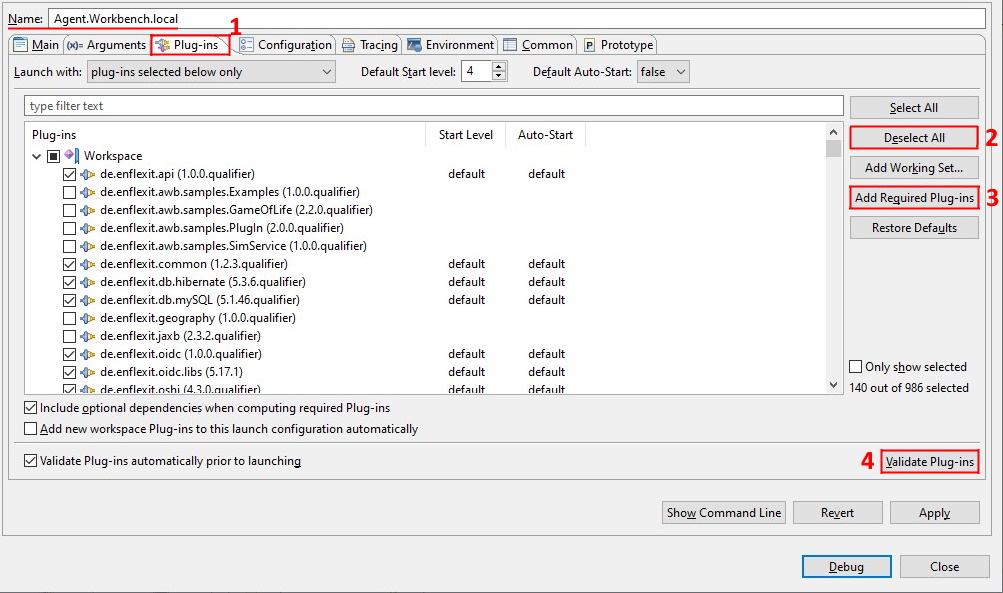 Name: Agent.Workbench.local
1
Main (x)= Arguments Plug-ins Configuration Tracing Environment Common P Prototype
Launch with: plug-ins selected below only Default Start level: 4 Default Auto-Start: false
type filter text Select All
Plug-ins Start Level Auto-Start Deselect All 2
Workspace
de.enflexit.api (1.0.0.qualifier) default default Add Working Set...
de.enflexit.awb.samples.Examples (1.0.0.qualifier) Add Required Plug-ins 3
de.enflexit.awb.samples.GameOfLife (2.2.0.qualifier)
de.enflexit.awb.samples.PlugIn (2.0.0.qualifier) Restore Defaults
de.enflexit.awb.samples.SimService (1.0.0.qualifier)
de.enflexit.common (1.2.3.qualifier) default default
de.enflexit.db.hibernate (5.3.6.qualifier) default default
de.enflexit.db.mySQL (5.1.46.qualifier) default default
de.enflexit.geography (1.0.0.qualifier)
de.enflexit.jaxb (2.3.2.qualifier)
de.enflexit.oidc (1.0.0.qualifier) default default
de.enflexit.oidc.libs (5.17.1) default default Only show selected
de.enflexit.oshi (4.3.0.qualifier) default default 140 out of 986 selected
Include optional dependencies when computing required Plug-ins
Add new workspace Plug-ins to this launch configuration automatically
Validate Plug-ins automatically prior to launching 4 Validate Plug-ins
Show Command Line Revert Apply
Debug Close